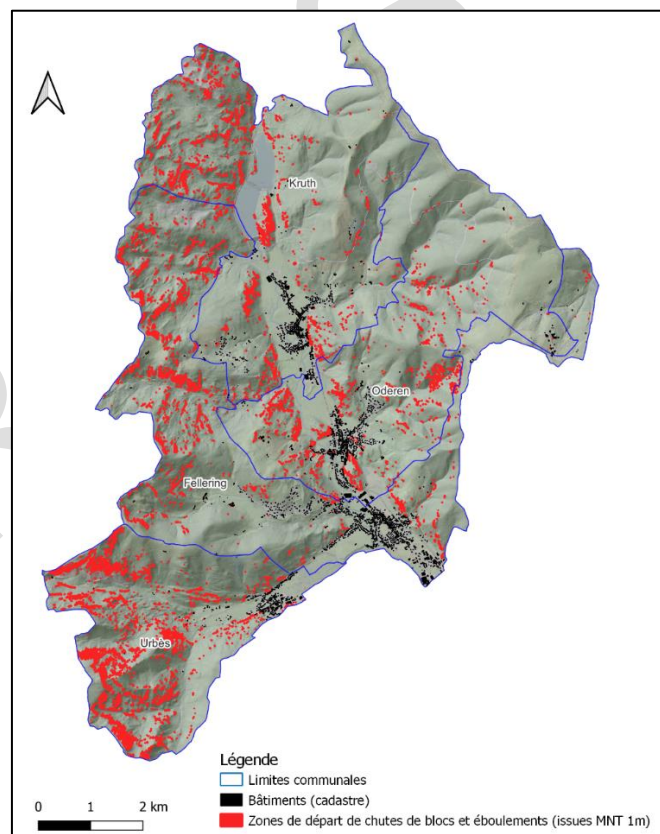 Kruth
Oderen
Fellering
Urbès
Légende
Limites communales
Bâtiments (cadastre)
Zones de départ de chutes de blocs et éboulements (issues MNT 1m)
0 1 2 km